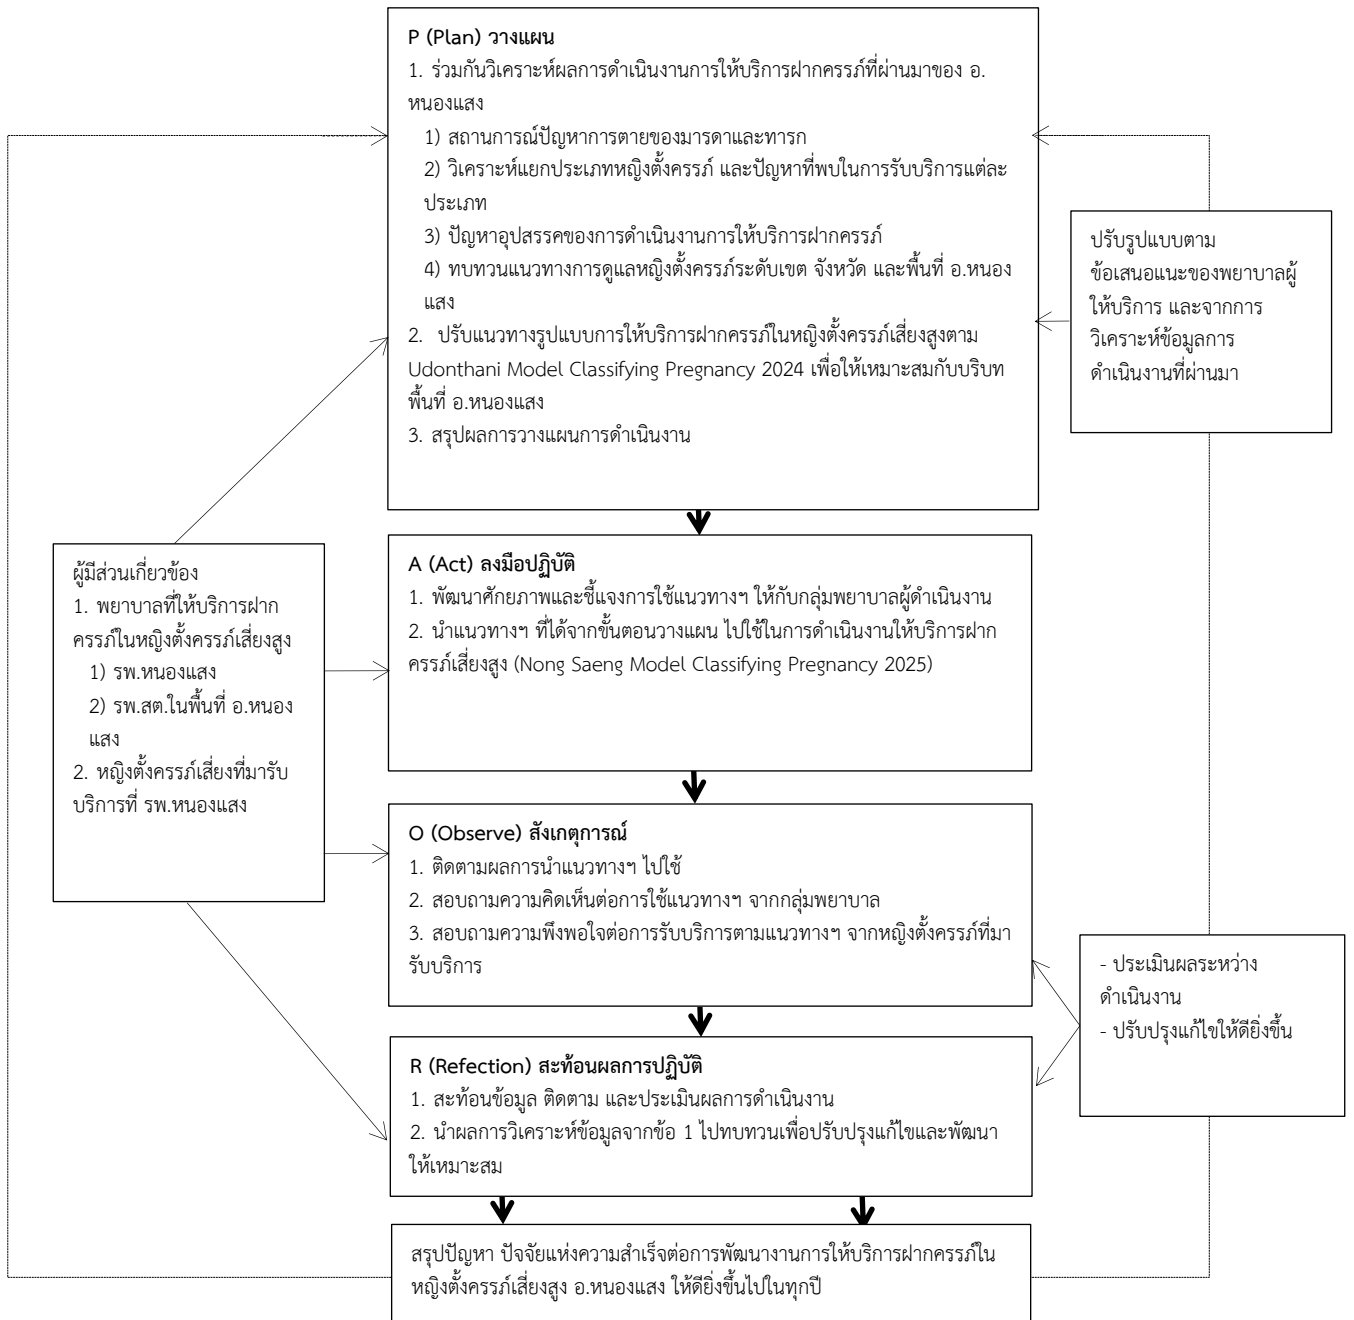 P (Plan) วางแผน
1. ร่วมกันวิเคราะห์ผลการดำเนินงานการให้บริการฝากครรภ์ที่ผ่านมาของ อ.
หนองแสง
1) สถานการณ์ปัญหาการตายของมารดาและทารก
2) วิเคราะห์แยกประเภทหญิงตั้งครรภ์ และปัญหาที่พบในการรับบริการแต่ละ
ประเภท
3) ปัญหาอุปสรรคของการดำเนินงานการให้บริการฝากครรภ์
4) ทบทวนแนวทางการดูแลหญิงตั้งครรภ์ระดับเขต จังหวัด และพื้นที่ อ.หนอง
แสง
2. ปรับแนวทางรูปแบบการให้บริการฝากครรภ์ในหญิงตั้งครรภ์เสี่ยงสูงตาม
Udonthani Model Classifying Pregnancy 2024 เพื่อให้เหมาะสมกับบริบท
พื้นที่ อ.หนองแสง
3. สรุปผลการวางแผนการดำเนินงาน
ปรับรูปแบบตาม
ข้อเสนอแนะของพยาบาลผู้
ให้บริการ และจากการ
วิเคราะห์ข้อมูลการ
ดำเนินงานที่ผ่านมา
ผู้มีส่วนเกี่ยวข้อง
1. พยาบาลที่ให้บริการฝาก
ครรภ์ในหญิงตั้งครรภ์เสี่ยงสูง
1) รพ.หนองแสง
2) รพ.สต.ในพื้นที่ อ.หนอง
แสง
2. หญิงตั้งครรภ์เสี่ยงที่มารับ
บริการที่ รพ.หนองแสง
A (Act) ลงมือปฏิบัติ
1. พัฒนาศักยภาพและชี้แจงการใช้แนวทางฯ ให้กับกลุ่มพยาบาลผู้ดำเนินงาน
2. นำแนวทางฯ ที่ได้จากขั้นตอนวางแผน ไปใช้ในการดำเนินงานให้บริการฝาก
ครรภ์เสี่ยงสูง (Nong Saeng Model Classifying Pregnancy 2025)
O (Observe) สังเกตุการณ์
1. ติดตามผลการนำแนวทางฯ ไปใช้
2. สอบถามความคิดเห็นต่อการใช้แนวทางฯ จากกลุ่มพยาบาล
3. สอบถามความพึงพอใจต่อการรับบริการตามแนวทางฯ จากหญิงตั้งครรภ์ที่มา
รับบริการ
- ประเมินผลระหว่าง
ดำเนินงาน
- ปรับปรุงแก้ไขให้ดียิ่งขึ้น
R (Refection) สะท้อนผลการปฏิบัติ
1. สะท้อนข้อมูล ติดตาม และประเมินผลการดำเนินงาน
2. นำผลการวิเคราะห์ข้อมูลจากข้อ 1 ไปทบทวนเพื่อปรับปรุงแก้ไขและพัฒนา
ให้เหมาะสม
สรุปปัญหา ปัจจัยแห่งความสำเร็จต่อการพัฒนางานการให้บริการฝากครรภ์ใน
หญิงตั้งครรภ์เสี่ยงสูง อ.หนองแสง ให้ดียิ่งขึ้นไปในทุกปี